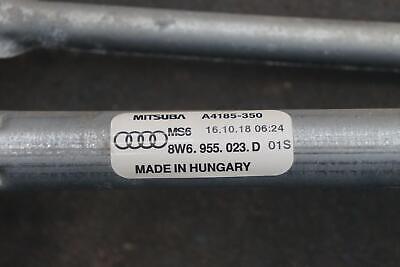 MITSUBA A4185-350
MS6 16.10.18 06:24
8W6.955.023.D 01S
MADE IN HUNGARY